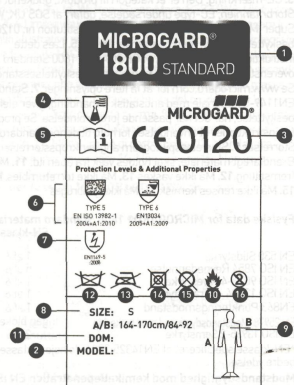 MICROGARD®
1800 STANDARD
1
4
MICROGARD®
5
i
CE 0120
3
Protection Levels & Additional Properties
6
TYPE 5
EN ISO 13982-1
2004+A1:2010
TYPE 6
EN13034
2005+A1:2009
7
EN1149-5
:2008
12 13 14 15 10 16
8
SIZE: S
A/B: 164-170cm/84-92
11
DOM:
2
MODEL:
A
B
9